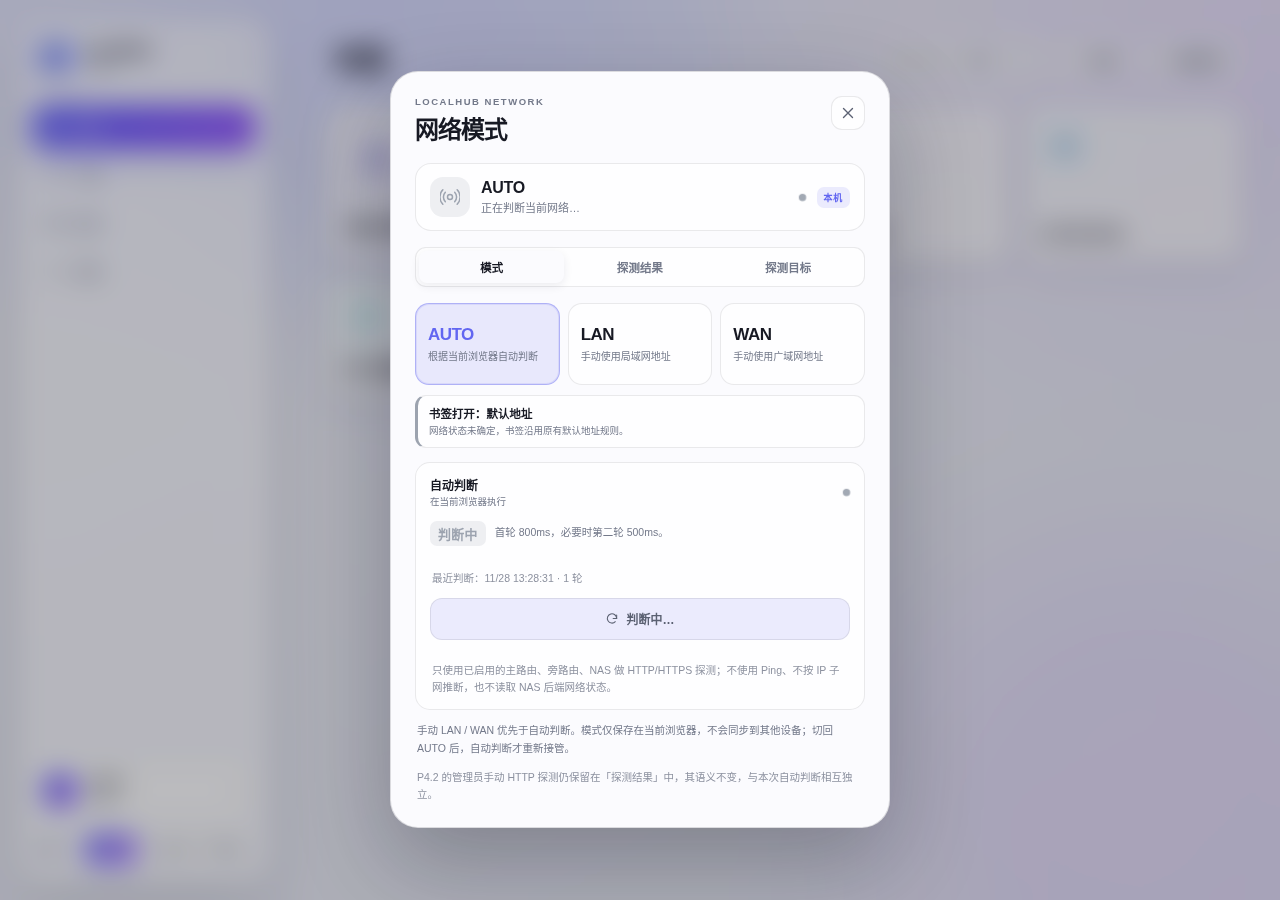 LOCALHUB NETWORK
网络模式
AUTO
正在判断当前网络…
本机
模式
探测结果
探测目标
AUTO
根据当前浏览器自动判断
LAN
手动使用局域网地址
WAN
手动使用广域网地址
书签打开：默认地址
网络状态未确定，书签沿用原有默认地址规则。
自动判断
在当前浏览器执行
判断中
首轮 800ms，必要时第二轮 500ms。
最近判断：11/28 13:28:31 · 1 轮
判断中…
只使用已启用的主路由、旁路由、NAS 做 HTTP/HTTPS 探测；不使用 Ping、不按 IP 子
网推断，也不读取 NAS 后端网络状态。
手动 LAN / WAN 优先于自动判断。模式仅保存在当前浏览器，不会同步到其他设备；切回
AUTO 后，自动判断才重新接管。
P4.2 的管理员手动 HTTP 探测仍保留在「探测结果」中，其语义不变，与本次自动判断相互独
立。